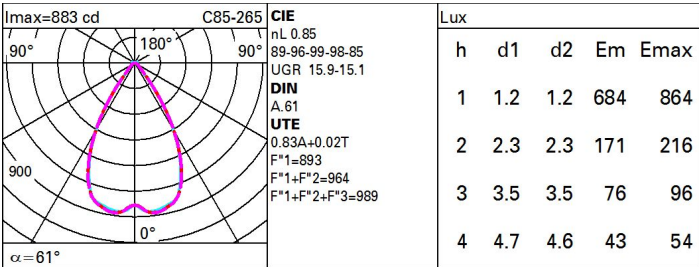 Imax=883 cd C85-265
90° 180° 90°
900
0°
α=61°
CIE
nL 0.85
89-96-99-98-85
UGR 15.9-15.1
DIN
A.61
UTE
0.83A+0.02T
F"1=893
F"1+F"2=964
F"1+F"2+F"3=989
Lux
h d1 d2 Em Emax
1 1.2 1.2 684 864
2 2.3 2.3 171 216
3 3.5 3.5 76 96
4 4.7 4.6 43 54